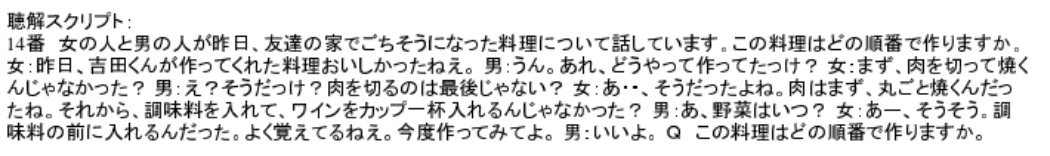 聴解スクリプト:
14番　女の人と男の人が昨日、友達の家でごちそうになった料理について話しています。この料理はどの順番で作りますか。
女:昨日、吉田くんが作ってくれた料理おいしかったねえ。 男:うん。あれ、どうやって作ってたっけ? 女:まず、肉を切って焼く
んじゃなかった? 男:え?そうだっけ?肉を切るのは最後じゃない? 女:あ・・、そうだったよね。肉はまず、丸ごと焼くんだっ
たね。それから、調味料を入れて、ワインをカップ一杯入れるんじゃなかった? 男:あ、野菜はいつ? 女:あー、そうそう。調
味料の前に入れるんだった。よく覚えてるねえ。今度作ってみてよ。 男:いいよ。 Q　この料理はどの順番で作りますか。